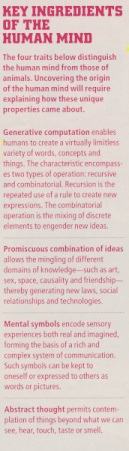 KEY INGREDIENTS
OF THE
HUMAN MIND
The four traits below distinguish
the human mind from those of
animals. Uncovering the origin
of the human mind will require
explaining how these unique
properties came about.
Generative computation enables
humans to create a virtually limitless
variety of words, concepts and
things. The characteristic encompass-
es two types of operation: recursive
and combinatorial. Recursion is the
repeated use of a rule to create new
expressions. The combinatorial
operation is the mixing of discrete
elements to engender new ideas.
Promiscuous combination of ideas
allows the mingling of different
domains of knowledge—such as art,
sex, space, causality and friendship—
thereby generating new laws, social
relationships and technologies.
Mental symbols encode sensory
experiences both real and imagined,
forming the basis of a rich and
complex system of communication.
Such symbols can be kept to
oneself or expressed to others as
words or pictures.
Abstract thought permits contem-
plation of things beyond what we can
see, hear, touch, taste or smell.